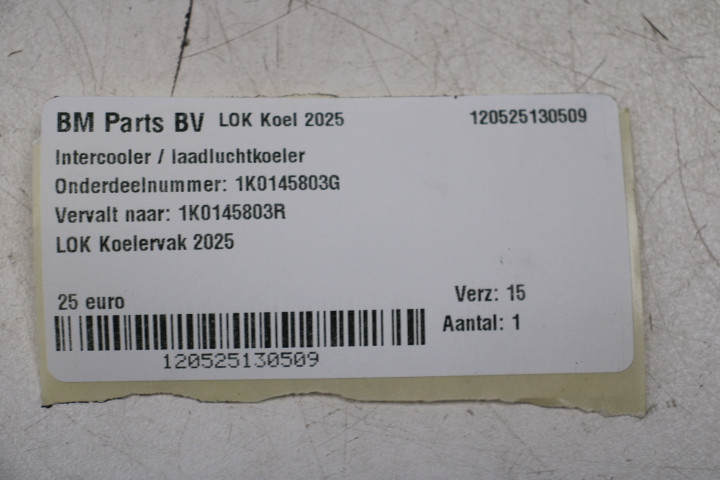 BM Parts BV LOK Koel 2025 120525130509
Intercooler / laadluchtkoeler
Onderdeelnummer: 1K0145803G
Vervalt naar: 1K0145803R
LOK Koelervak 2025
25 euro Verz: 15
Aantal: 1
120525130509